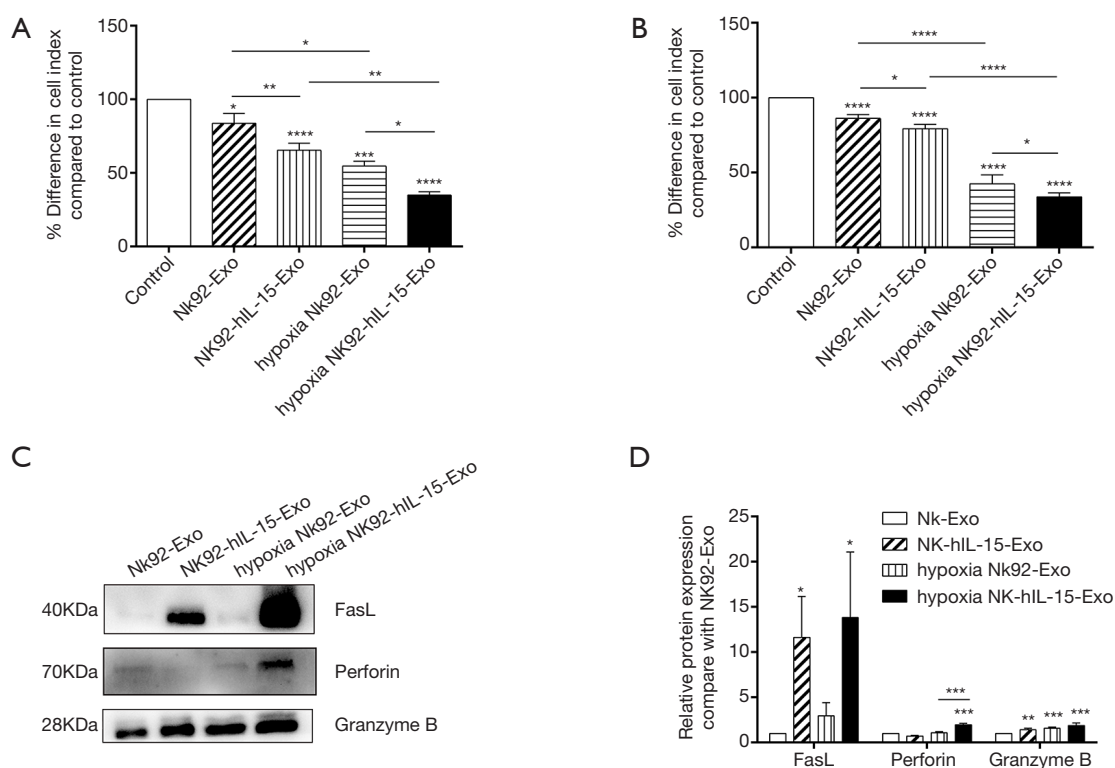 A
% Difference in cell index
compared to control
150
100
50
0
*
**
**
*
*
****
***
****
Control
Nk92-Exo
NK92-hIL-15-Exo
hypoxia Nk92-Exo
hypoxia NK92-hIL-15-Exo
B
% Difference in cell index
compared to control
150
100
50
0
****
****
*
*
****
****
****
****
Control
Nk92-Exo
NK92-hIL-15-Exo
hypoxia Nk92-Exo
hypoxia NK92-hIL-15-Exo
C
Nk92-Exo
NK92-hIL-15-Exo
hypoxia Nk92-Exo
hypoxia NK92-hIL-15-Exo
40KDa FasL
70KDa Perforin
28KDa Granzyme B
D
Relative protein expression
compare with NK92-Exo
25
20
15
10
5
0
Nk-Exo
NK-hIL-15-Exo
hypoxia Nk92-Exo
hypoxia NK-hIL-15-Exo
*
*
***
***
**
***
***
FasL Perforin Granzyme B